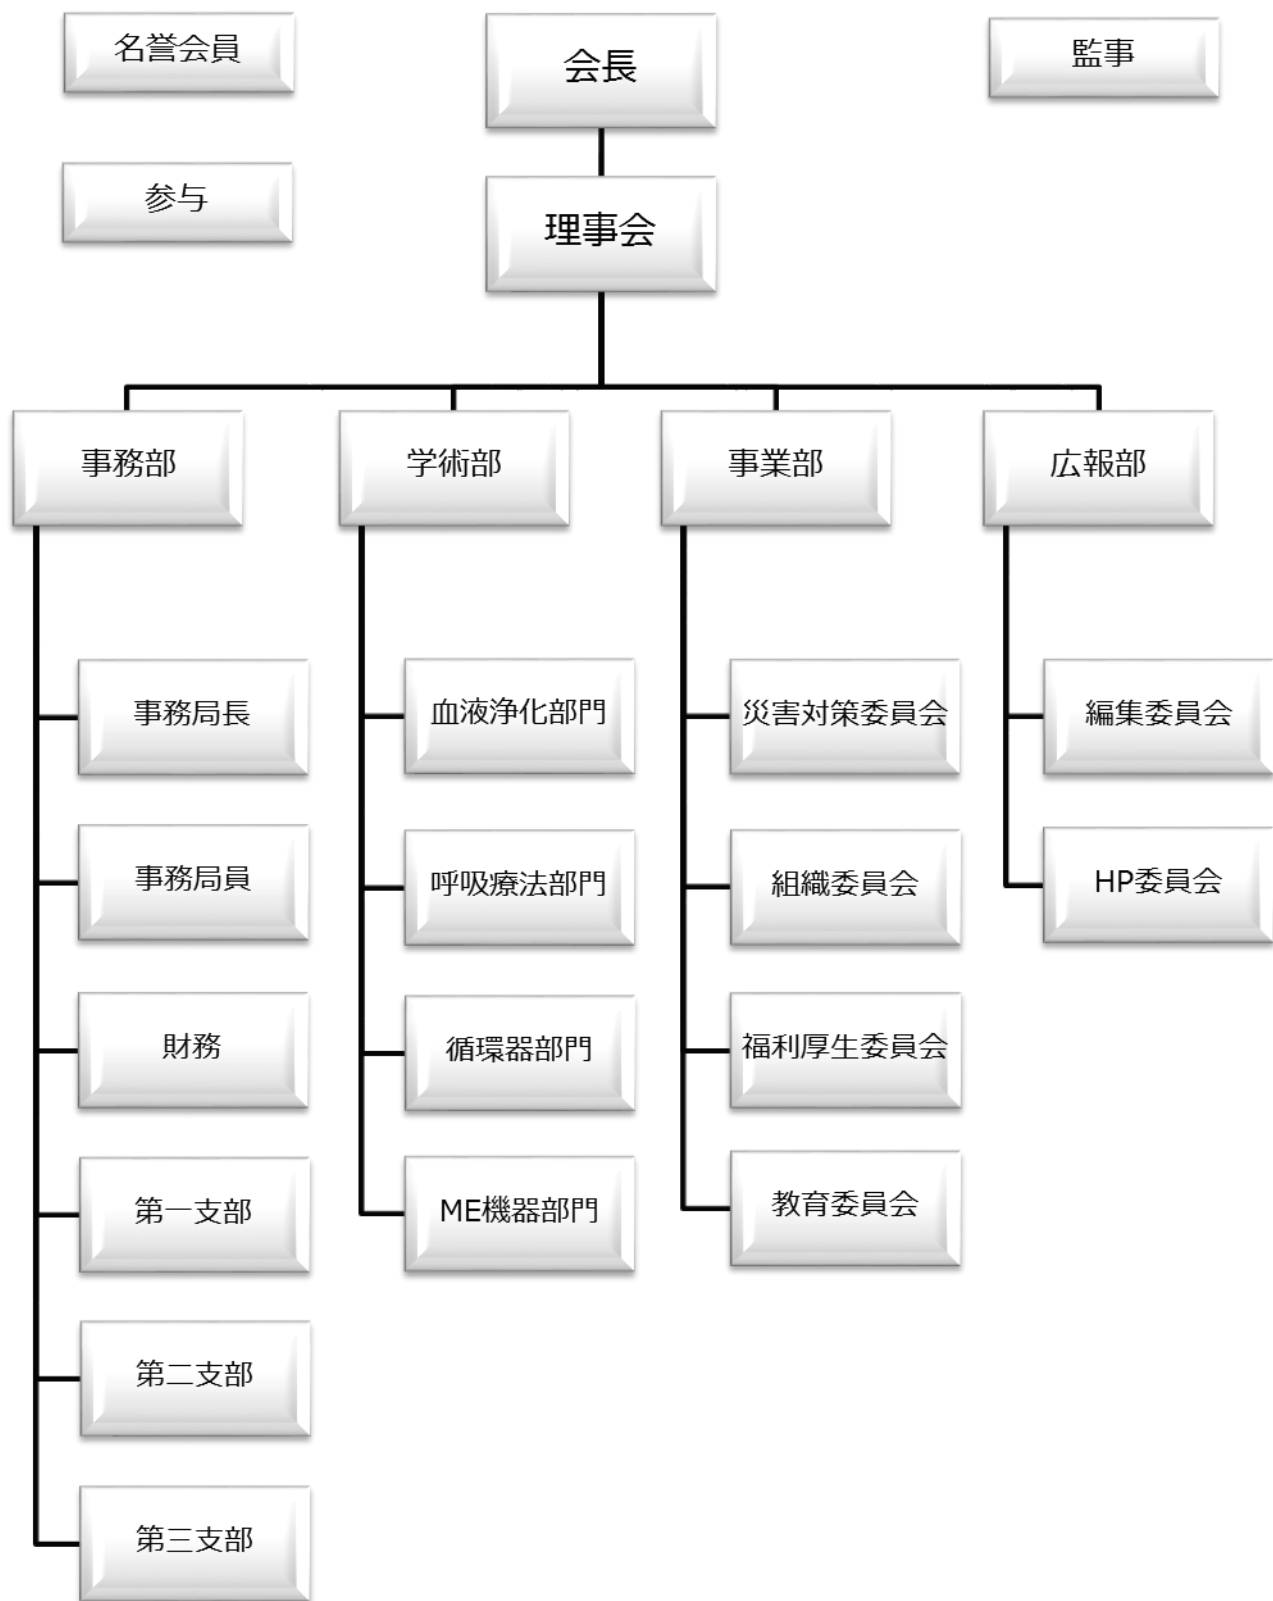 名誉会員
会長
監事
参与
理事会
事務部
学術部
事業部
広報部
事務局長
事務局員
財務
第一支部
第二支部
第三支部
血液浄化部門
呼吸療法部門
循環器部門
ME機器部門
災害対策委員会
組織委員会
福利厚生委員会
教育委員会
編集委員会
HP委員会